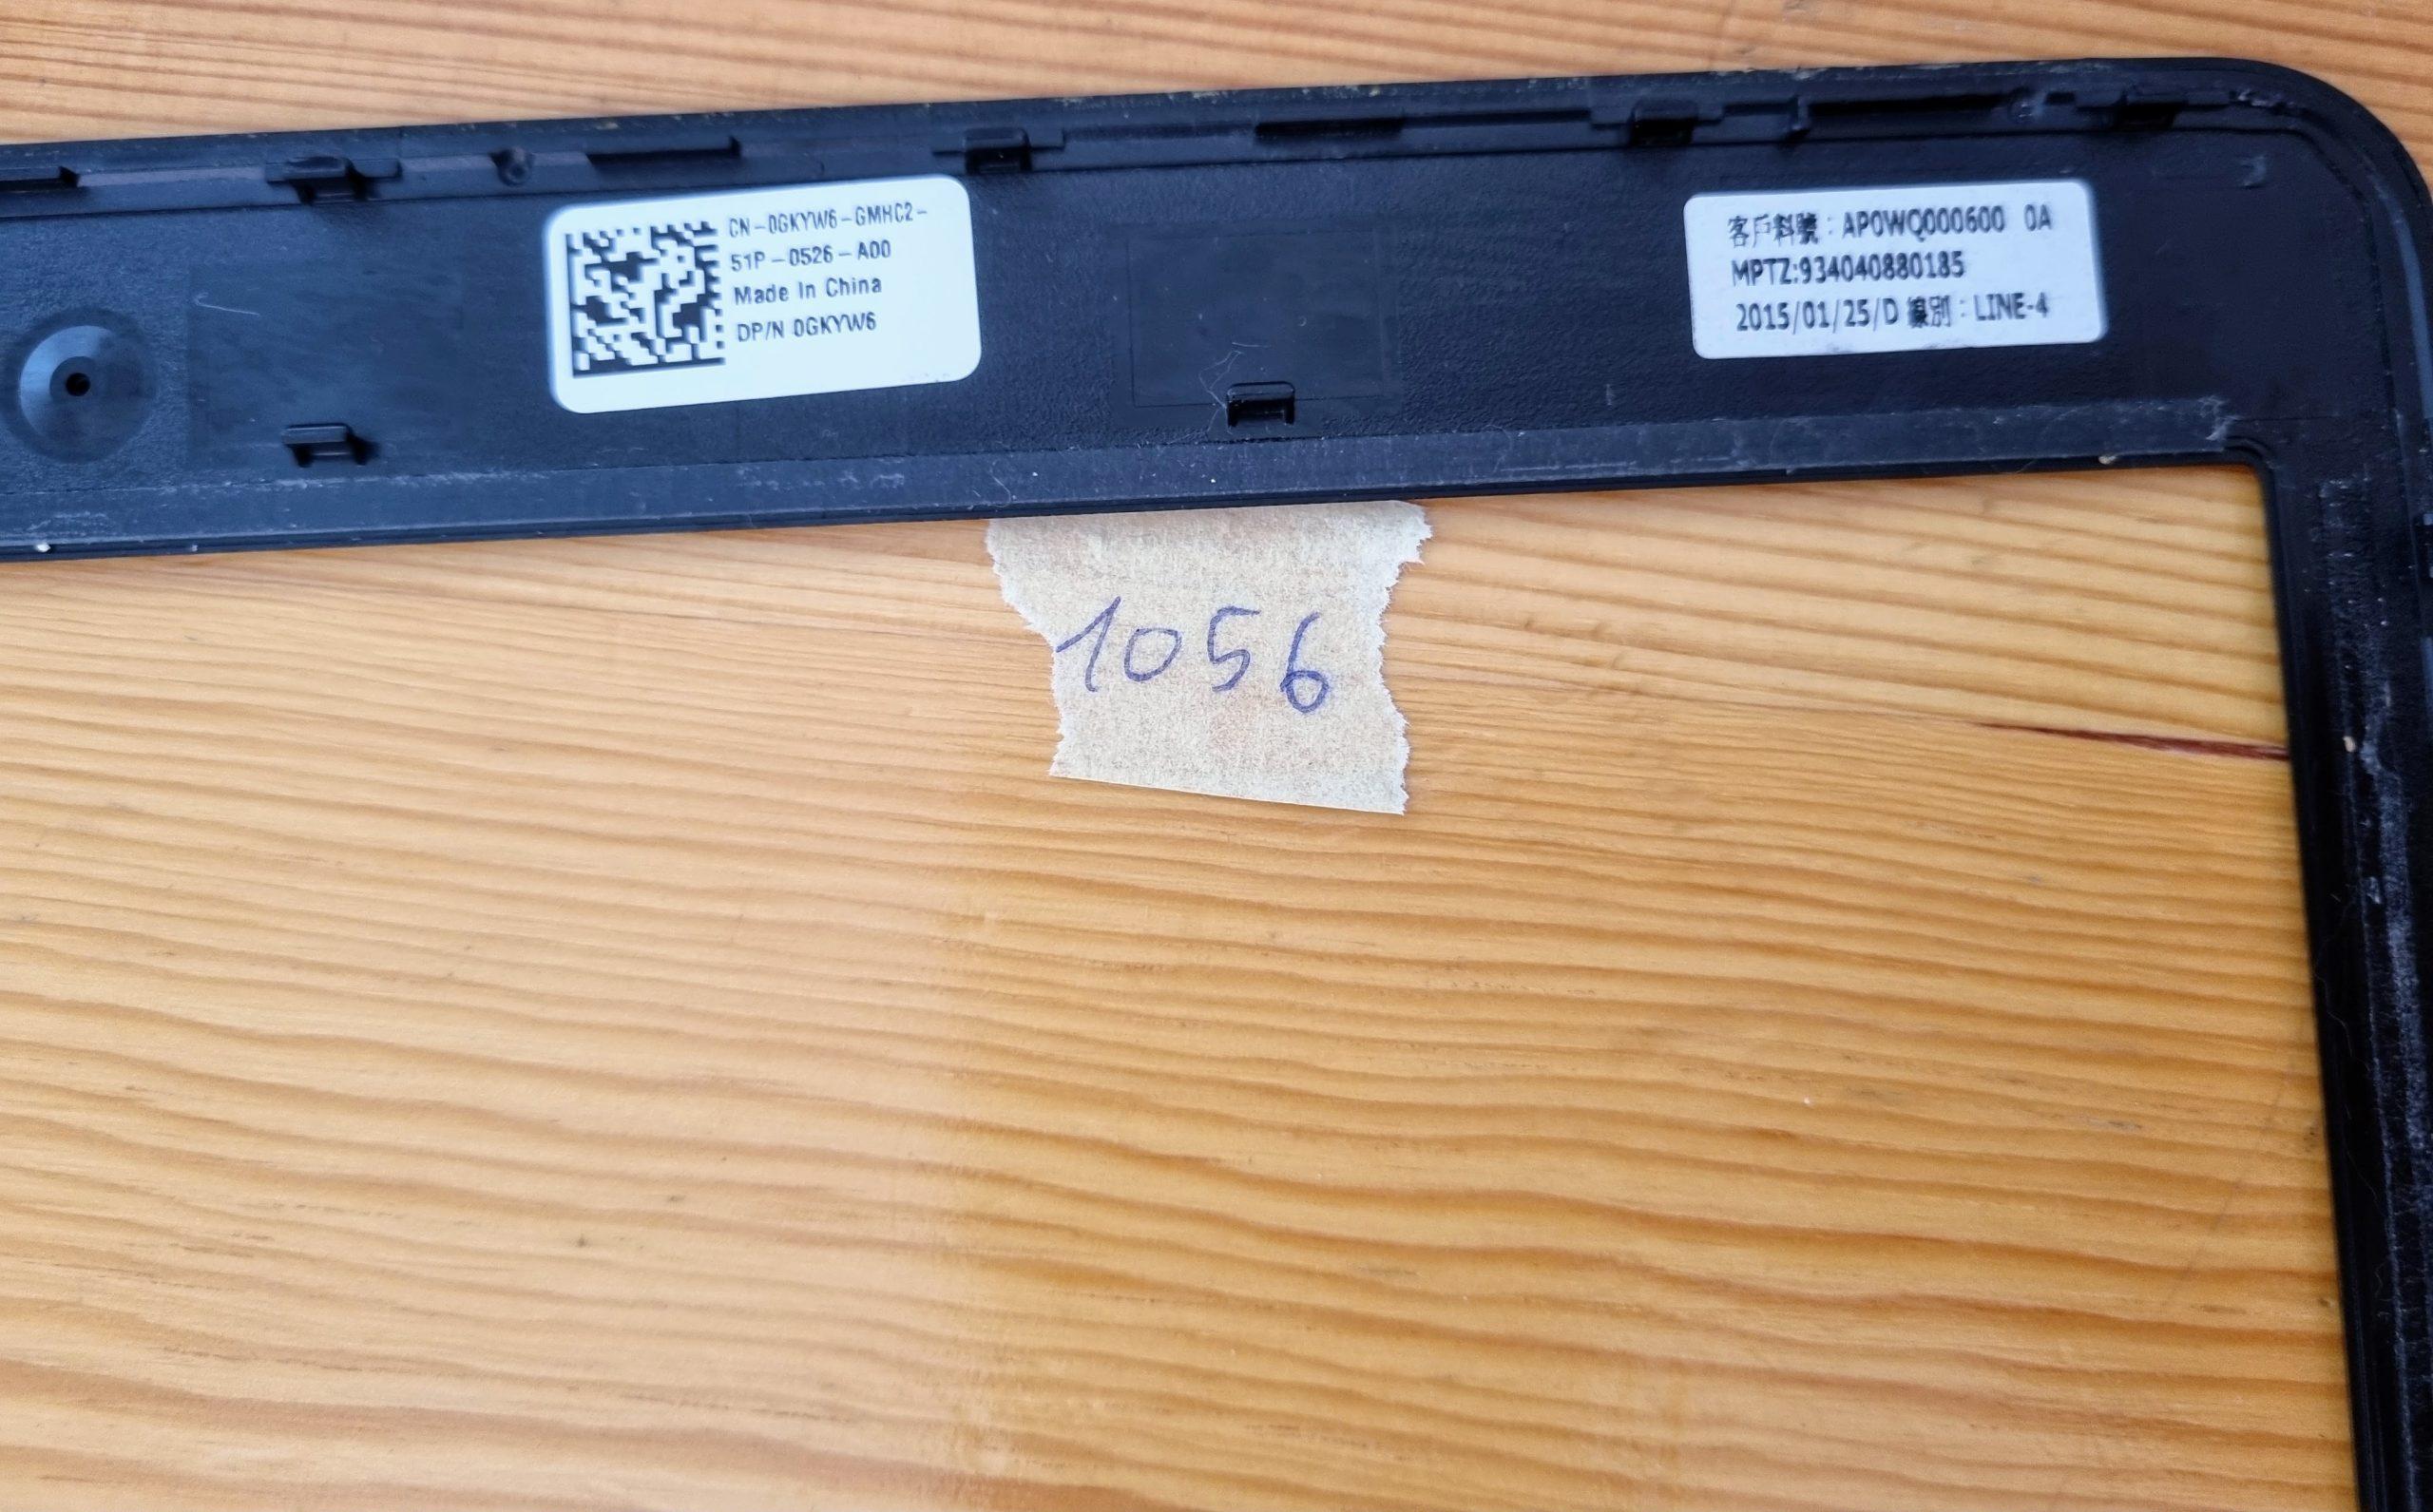 CN-0GKYW6-GMHC2-
51P-0526-A00
Made In China
DP/N 0GKYW6
客戶料號:AP0WQ000600 0A
MPTZ:934040880185
2015/01/25/D 線別:LINE-4
1056